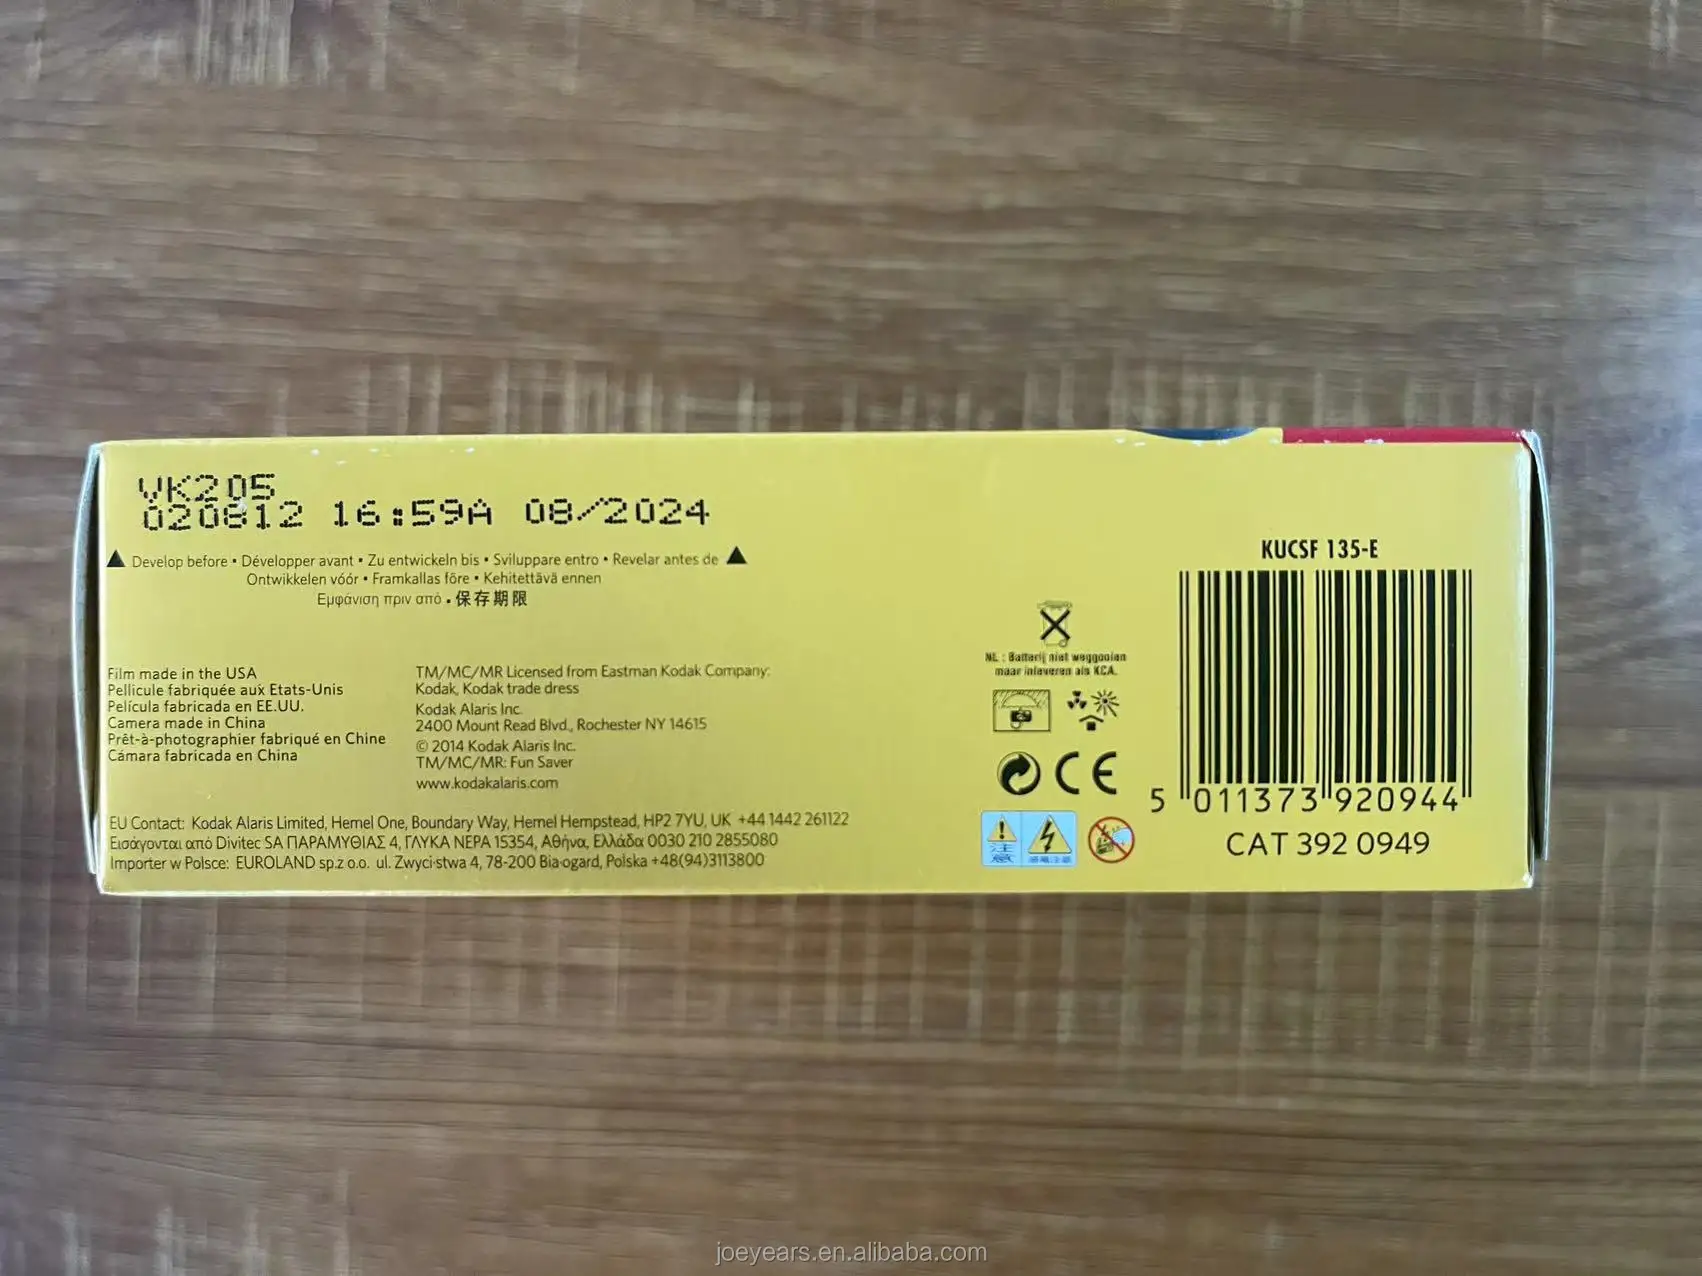 VK205
020812 16:59A 08/2024
▲ Develop before • Développer avant • Zu entwickeln bis • Sviluppare entro • Revelar antes de ▲
Ontwikkelen vóór • Framkallas före • Kehitettävä ennen
Εμφάνιση πριν από • 保存期限
Film made in the USA
Pellicule fabriquée aux Etats-Unis
Película fabricada en EE.UU.
Camera made in China
Prêt-à-photographier fabriqué en Chine
Cámara fabricada en China
TM/MC/MR Licensed from Eastman Kodak Company:
Kodak, Kodak trade dress
Kodak Alaris Inc.
2400 Mount Read Blvd., Rochester NY 14615
© 2014 Kodak Alaris Inc.
TM/MC/MR: Fun Saver
www.kodakalaris.com
EU Contact: Kodak Alaris Limited, Hemel One, Boundary Way, Hemel Hempstead, HP2 7YU, UK +44 1442 261122
Εισάγονται από Divitec SA ΠΑΡΑΜΥΘΙΑΣ 4, ΓΛΥΚΑ ΝΕΡΑ 15354, Αθήνα, Ελλάδα 0030 210 2855080
Importer w Polsce: EUROLAND sp.z o.o. ul. Zwyci·stwa 4, 78-200 Bia·ogard, Polska +48(94)3113800
NL : Batterij niet weggooien
maar inleveren als KCA.
CE
注
意
KUCSF 135-E
5 011373 920944
CAT 392 0949
joeyears.en.alibaba.com